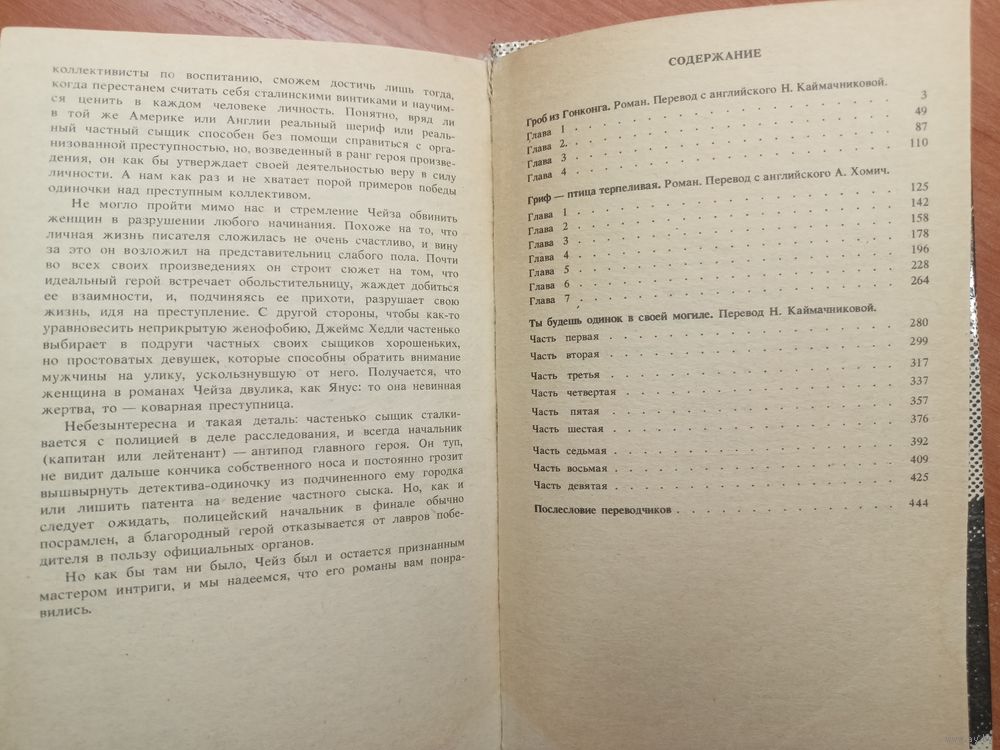 коллективисты по воспитанию, сможем достичь лишь тогда,
когда перестанем считать себя сталинскими винтиками и научим-
ся ценить в каждом человеке личность. Понятно, вряд ли
в той же Америке или Англии реальный шериф или реаль-
ный частный сыщик способен без помощи справиться с орга-
низованной преступностью, но, возведенный в ранг героя произве-
дения, он как бы утверждает своей деятельностью веру в силу
личности. А нам как раз и не хватает порой примеров победы
одиночки над преступным коллективом.
Не могло пройти мимо нас и стремление Чейза обвинить
женщин в разрушении любого начинания. Похоже на то, что
личная жизнь писателя сложилась не очень счастливо, и вину
за это он возложил на представительниц слабого пола. Почти
во всех своих произведениях он строит сюжет на том, что
идеальный герой встречает обольстительницу, жаждет добиться
ее взаимности, и, подчиняясь ее прихоти, разрушает свою
жизнь, идя на преступление. С другой стороны, чтобы как-то
уравновесить неприкрытую женофобию, Джеймс Хедли частенько
выбирает в подруги частных своих сыщиков хорошеньких,
но простоватых девушек, которые способны обратить внимание
мужчины на улику, ускользнувшую от него. Получается, что
женщина в романах Чейза двулика, как Янус: то она невинная
жертва, то — коварная преступница.
Небезынтересна и такая деталь: частенько сыщик сталки-
вается с полицией в деле расследования, и всегда начальник
(капитан или лейтенант) — антипод главного героя. Он туп,
не видит дальше кончика собственного носа и постоянно грозит
вышвырнуть детектива-одиночку из подчиненного ему городка
или лишить патента на ведение частного сыска. Но, как и
следует ожидать, полицейский начальник в финале обычно
посрамлен, а благородный герой отказывается от лавров побе-
дителя в пользу официальных органов.
Но как бы там ни было, Чейз был и остается признанным
мастером интриги, и мы надеемся, что его романы вам понра-
вились.
СОДЕРЖАНИЕ
Гроб из Гонконга. Роман. Перевод с английского Н. Каймачниковой.
Глава 1 . . . . . . . . . . 3
Глава 2. . . . . . . . . . . 49
Глава 3 . . . . . . . . . . 87
Глава 4 . . . . . . . . . . 110
Гриф — птица терпеливая. Роман. Перевод с английского А. Хомич.
Глава 1 . . . . . . . . . . 125
Глава 2 . . . . . . . . . . 142
Глава 3 . . . . . . . . . . 158
Глава 4 . . . . . . . . . . 178
Глава 5 . . . . . . . . . . 196
Глава 6 . . . . . . . . . . 228
Глава 7 . . . . . . . . . . 264
Ты будешь одинок в своей могиле. Перевод Н. Каймачниковой.
Часть первая . . . . . . . . . . 280
Часть вторая . . . . . . . . . . 299
Часть третья . . . . . . . . . . 317
Часть четвертая . . . . . . . . . . 337
Часть пятая . . . . . . . . . . 357
Часть шестая . . . . . . . . . . 376
Часть седьмая . . . . . . . . . . 392
Часть восьмая . . . . . . . . . . 409
Часть девятая . . . . . . . . . . 425
Послесловие переводчиков . . . . . . . . . . 444